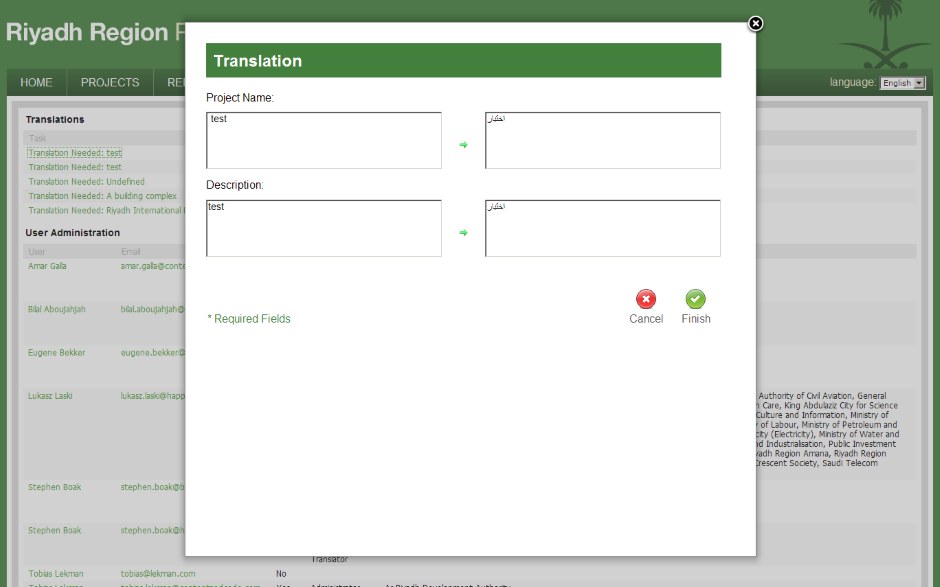 Riyadh Region
HOME
PROJECTS
language: English
Translation
Project Name:
test
اختبار
Description:
test
اختبار
* Required Fields
Cancel
Finish
Translations
Task
Translation Needed: test
Translation Needed: test
Translation Needed: Undefined
Translation Needed: A building complex
Translation Needed: Riyadh International
User Administration
User Email
Amar Galla amar.galla@conte
Bilal Aboujahjah bilal.aboujahjah@
Eugene Bekker eugene.bekker@
Lukasz Laski lukasz.laski@happ
Authority of Civil Aviation, General
Care, King Abdulaziz City for Science
Culture and Information, Ministry of
of Labour, Ministry of Petroleum and
(Electricity), Ministry of Water and
Industrialisation, Public Investment
Riyadh Region Amana, Riyadh Region
Crescent Society, Saudi Telecom
Stephen Boak stephen.boak@b
Stephen Boak stephen.boak@h
Translator
Tobias Lekman tobias@lekman.com No